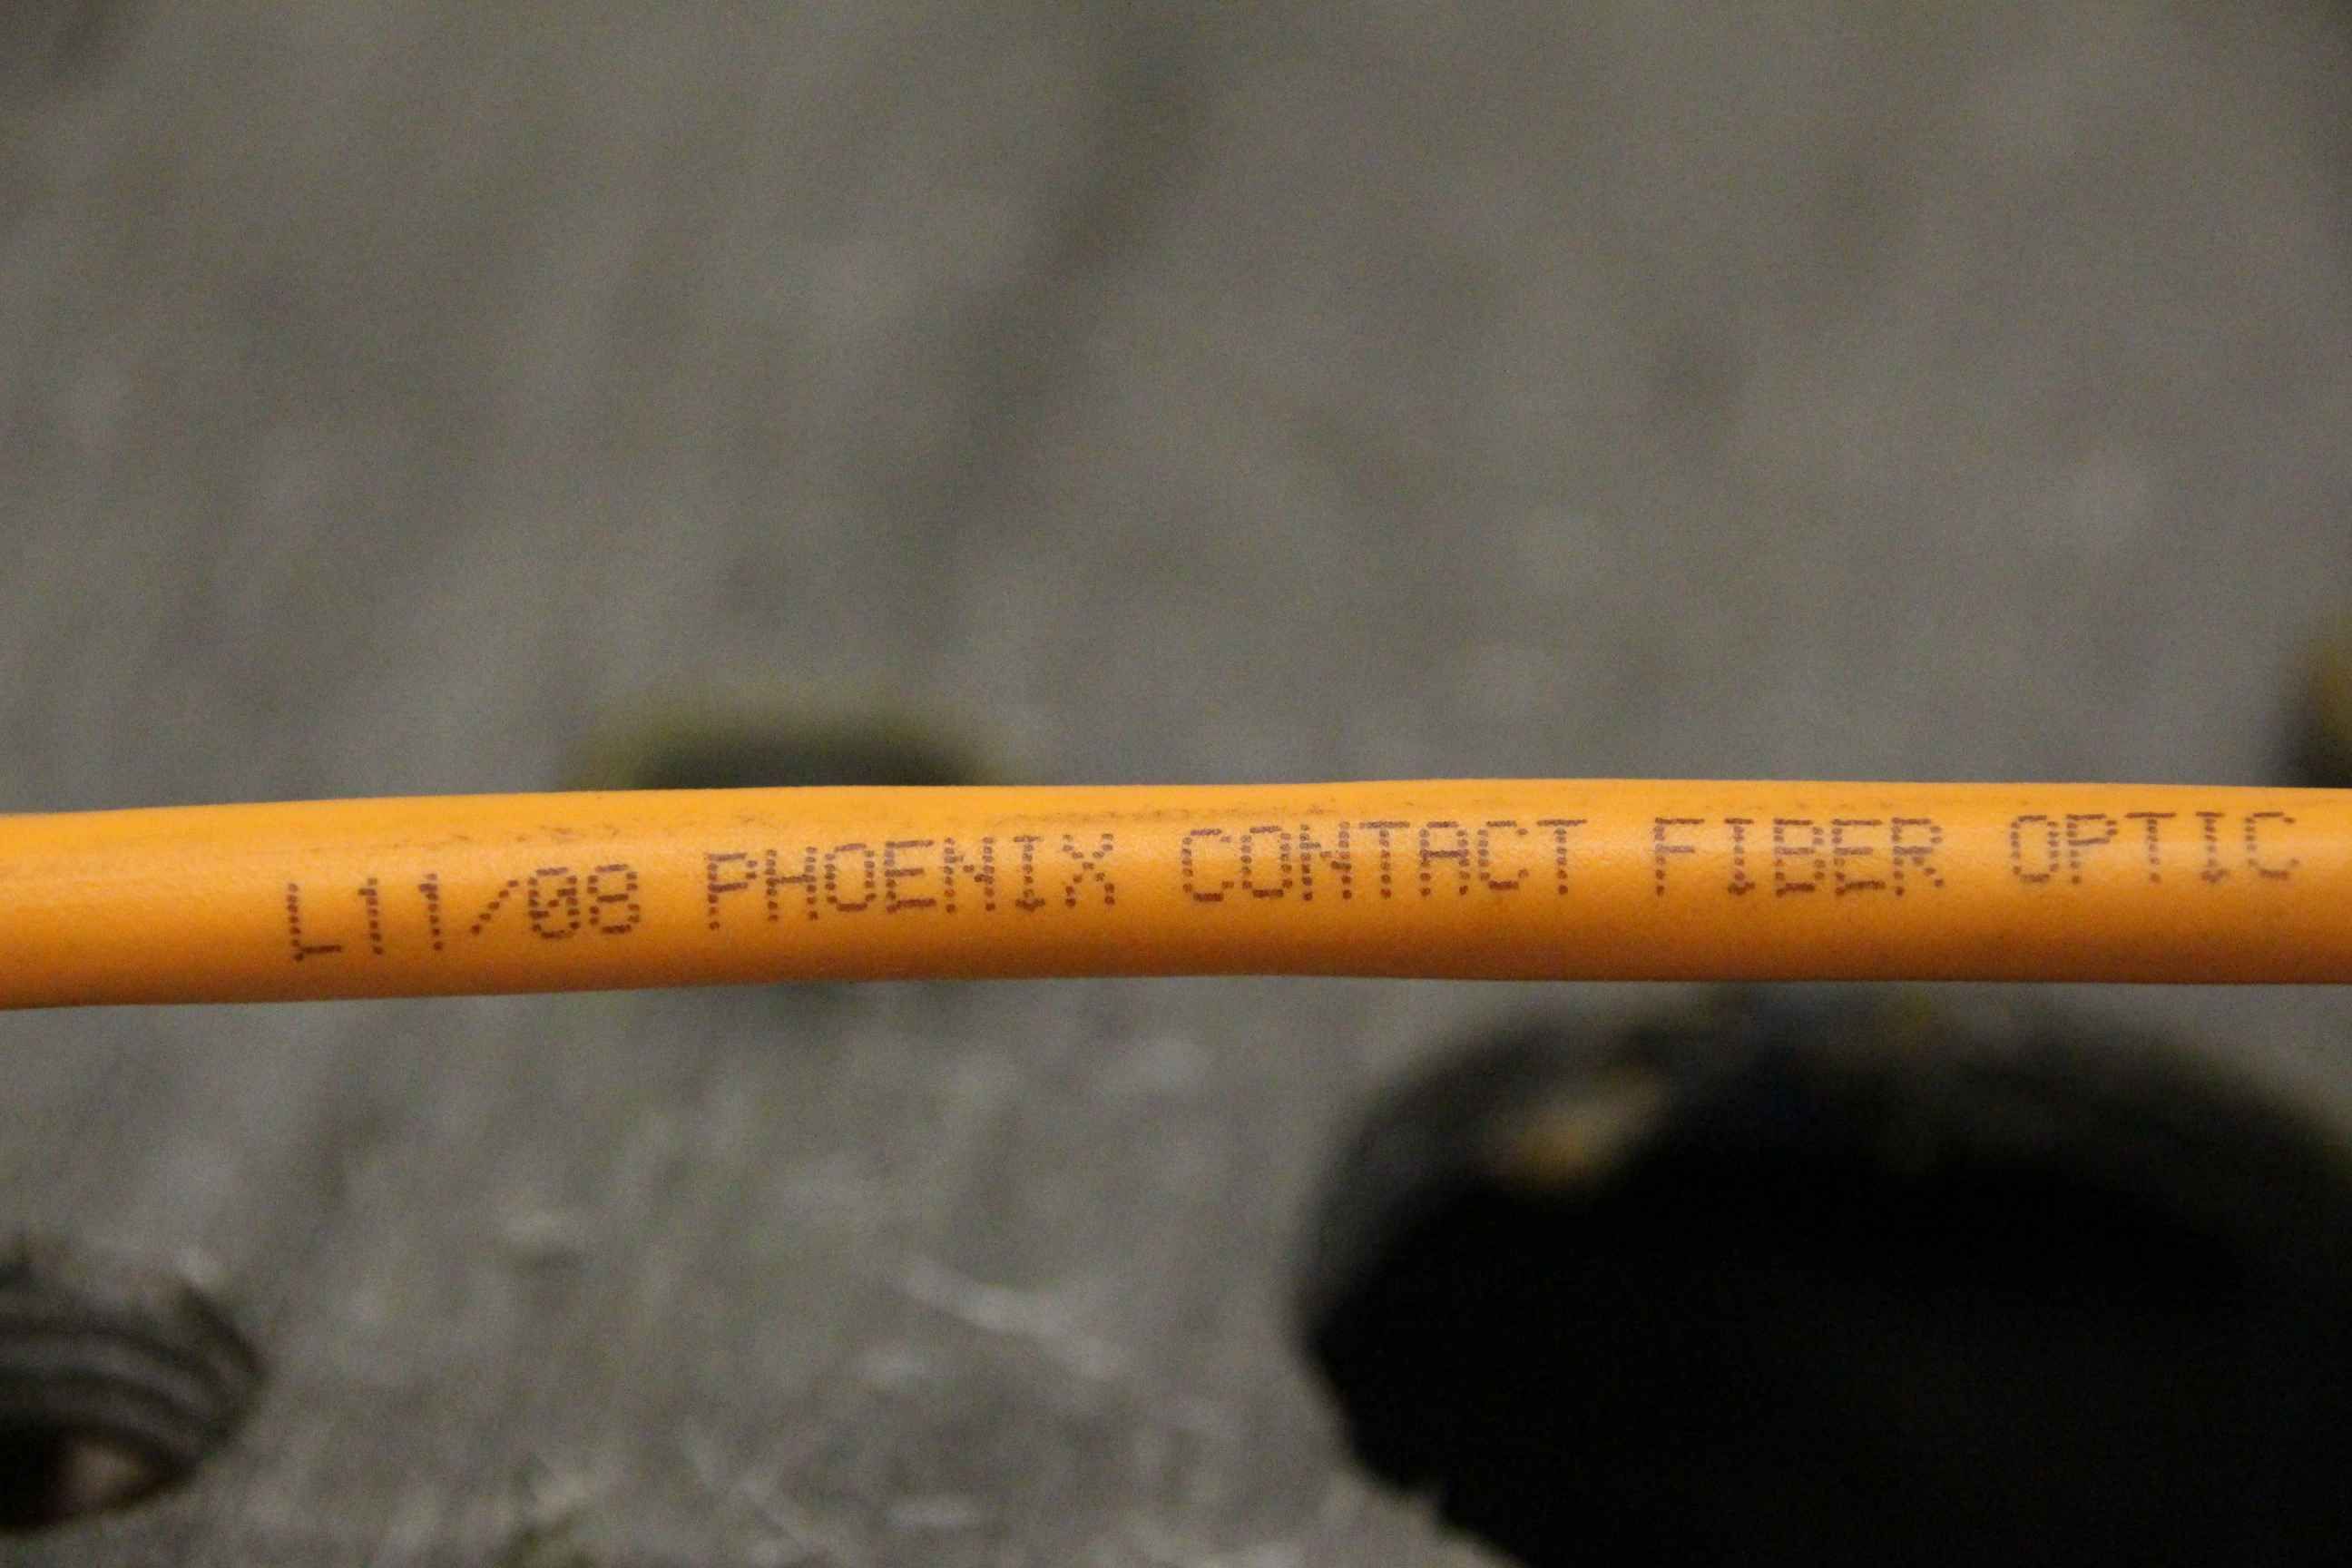 L11/08 PHOENIX CONTACT FIBER OPTIC